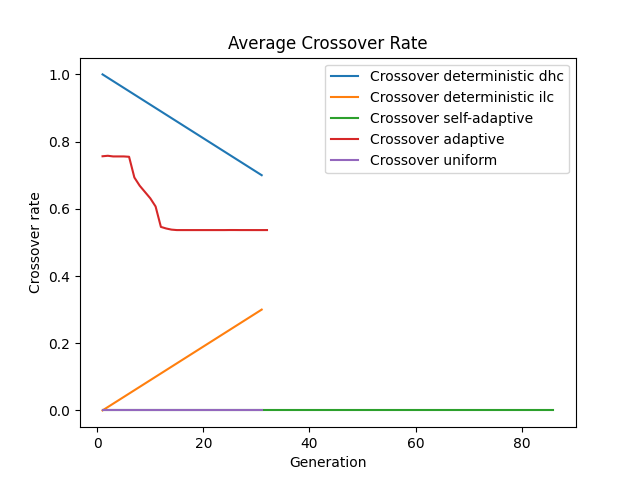 Average Crossover Rate
Crossover deterministic dhc
Crossover deterministic ilc
Crossover self-adaptive
Crossover adaptive
Crossover uniform
Crossover rate
1.0
0.8
0.6
0.4
0.2
0.0
0 20 40 60 80
Generation